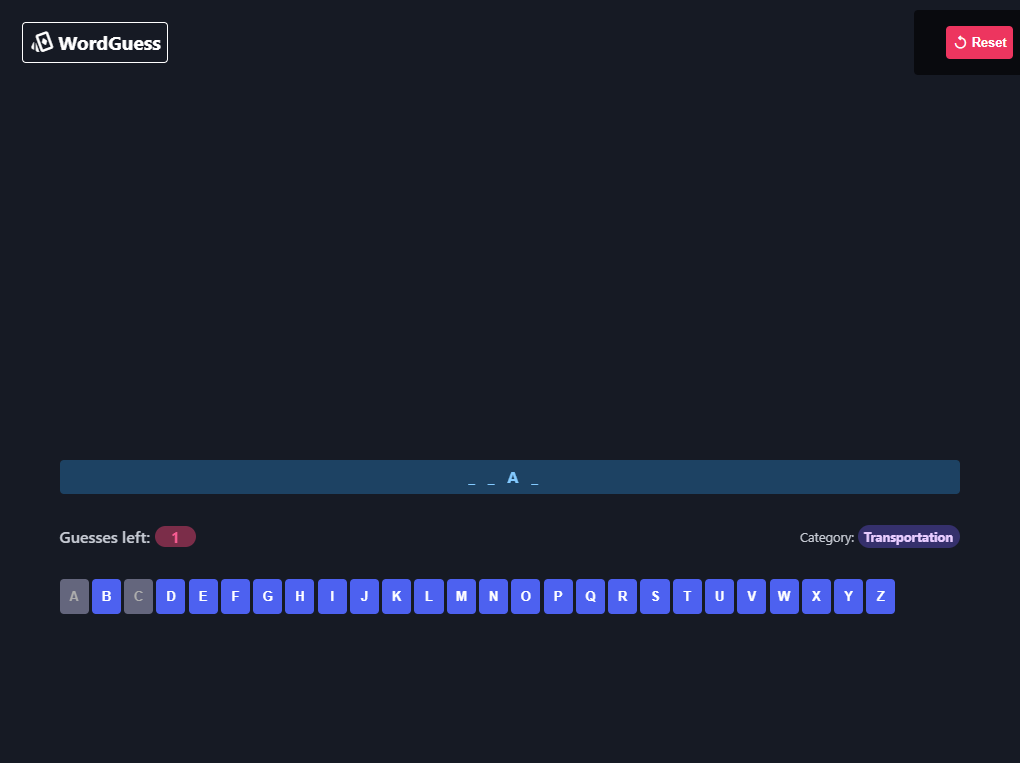 WordGuess
Reset
_ _ A _
Guesses left: 1
Category: Transportation
A B C D E F G H I J K L M N O P Q R S T U V W X Y Z